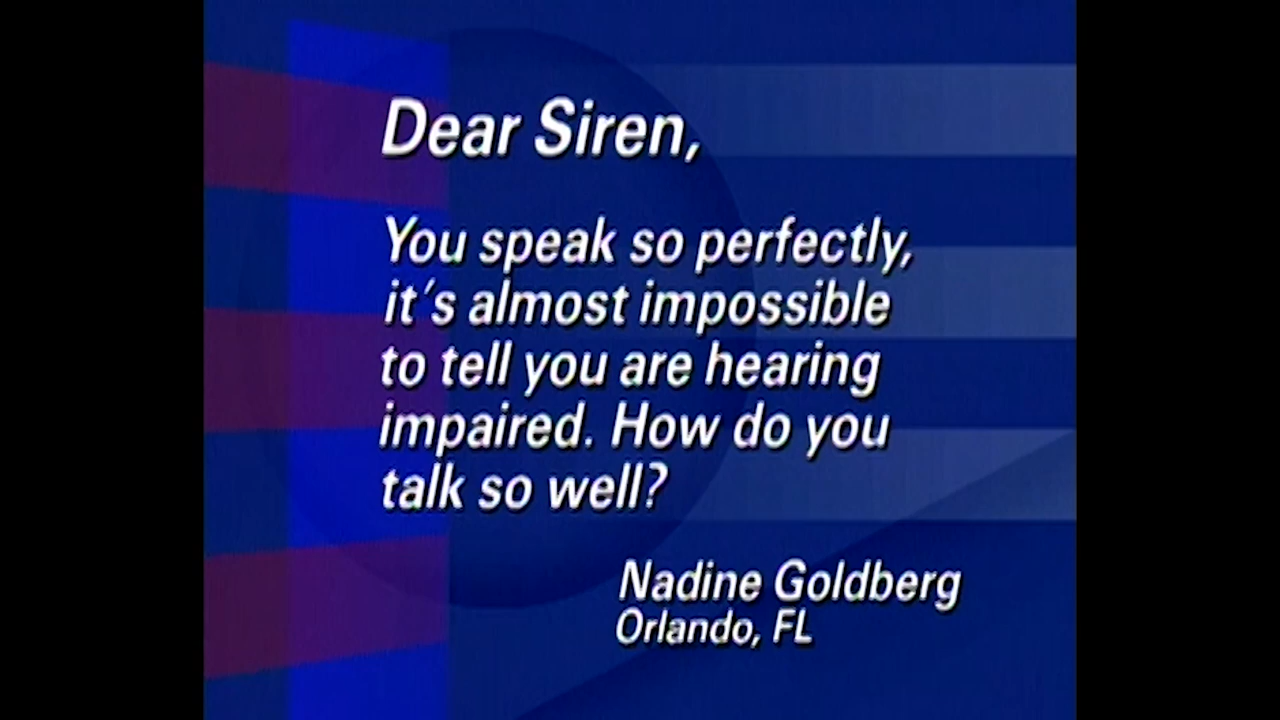 Dear Siren,
You speak so perfectly,
it's almost impossible
to tell you are hearing
impaired. How do you
talk so well?
Nadine Goldberg
Orlando, FL